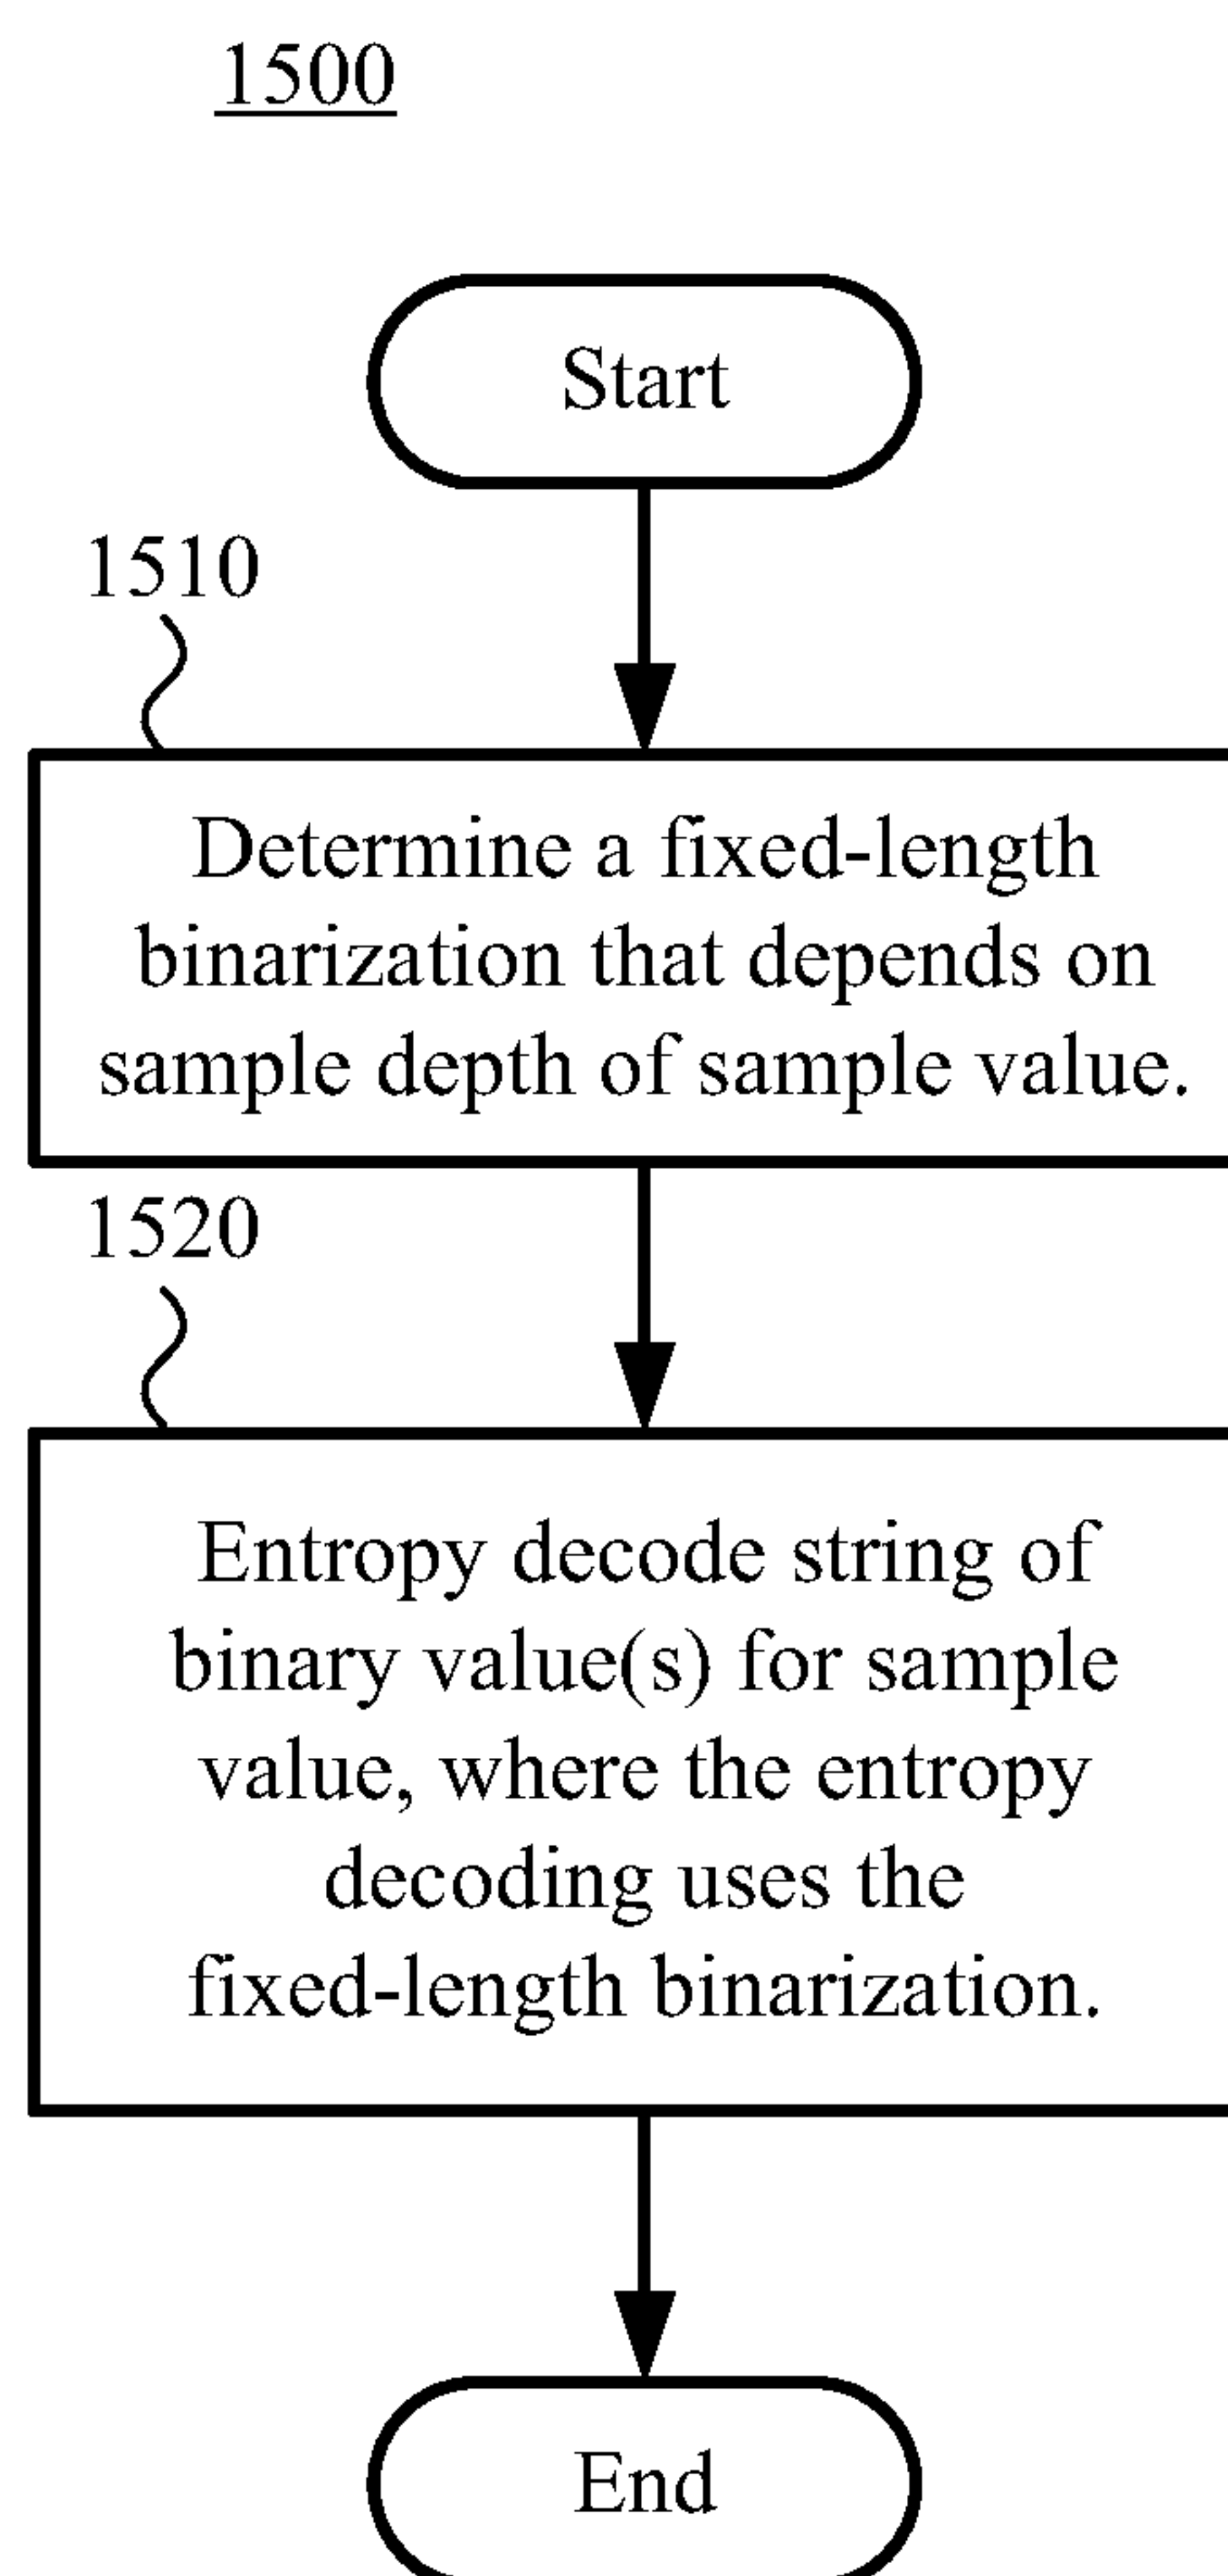 1500
Start
1510
Determine a fixed-length
binarization that depends on
sample depth of sample value.
1520
Entropy decode string of
binary value(s) for sample
value, where the entropy
decoding uses the
fixed-length binarization.
End